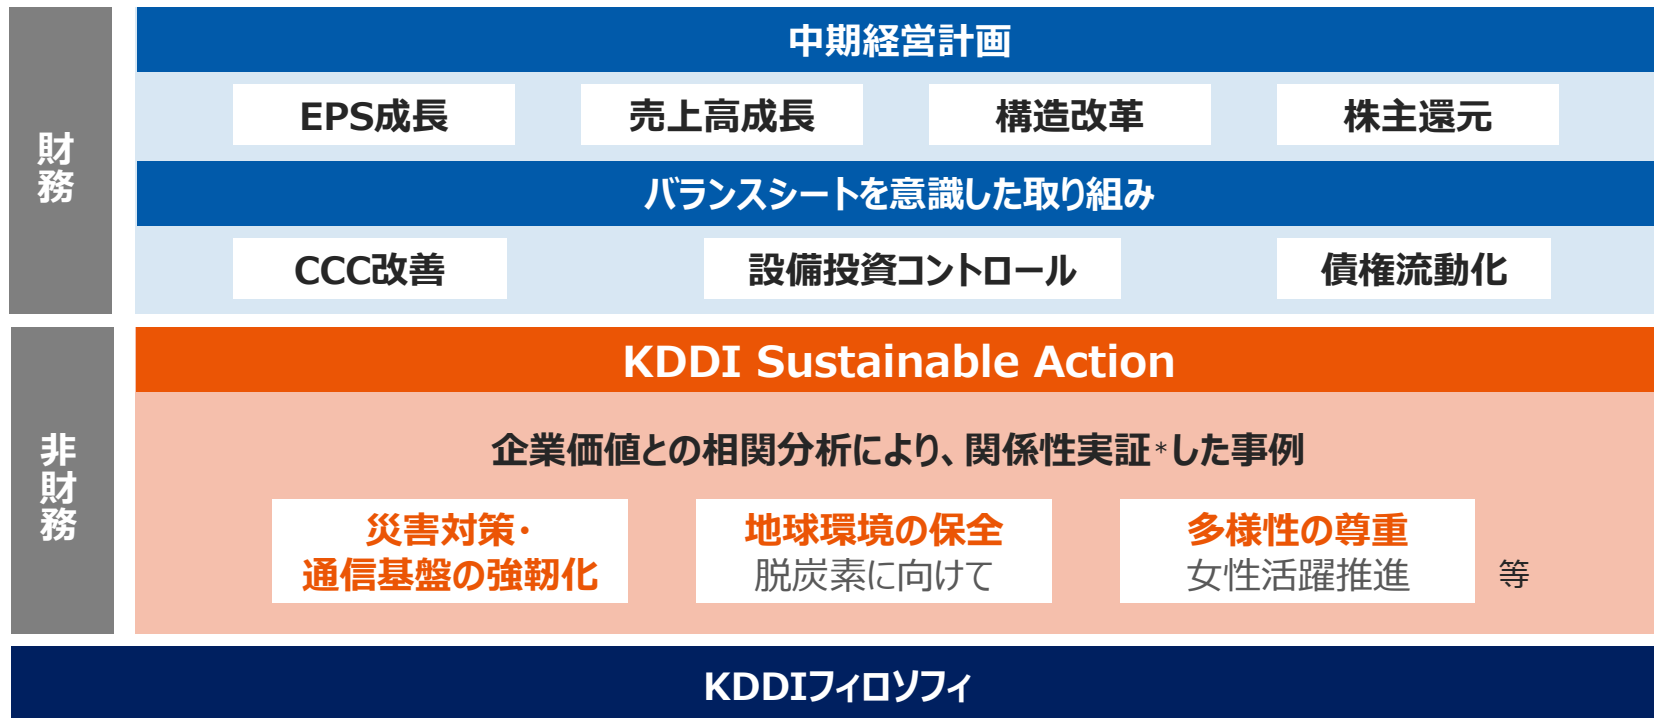 財務
中期経営計画
EPS成長
売上高成長
構造改革
株主還元
バランスシートを意識した取り組み
CCC改善
設備投資コントロール
債権流動化
非財務
KDDI Sustainable Action
企業価値との相関分析により、関係性実証*した事例
災害対策・
通信基盤の強靭化
地球環境の保全
脱炭素に向けて
多様性の尊重
女性活躍推進
等
KDDIフィロソフィ